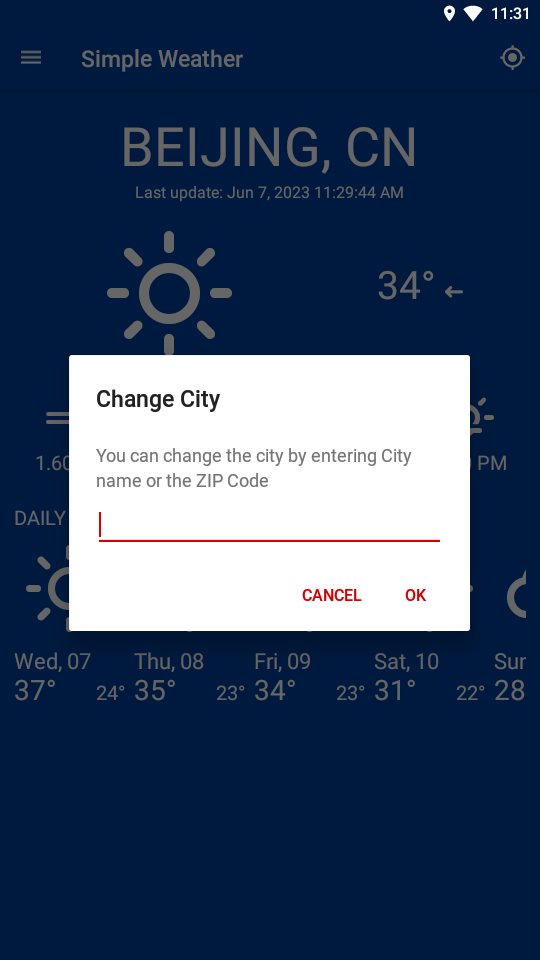 11:31
Simple Weather
BEIJING, CN
Last update: Jun 7, 2023 11:29:44 AM
34°
Change City
You can change the city by entering City
name or the ZIP Code
1.60
PM
DAILY
CANCEL OK
Wed, 07 Thu, 08 Fri, 09 Sat, 10 Sun
37° 24° 35° 23° 34° 23° 31° 22° 28